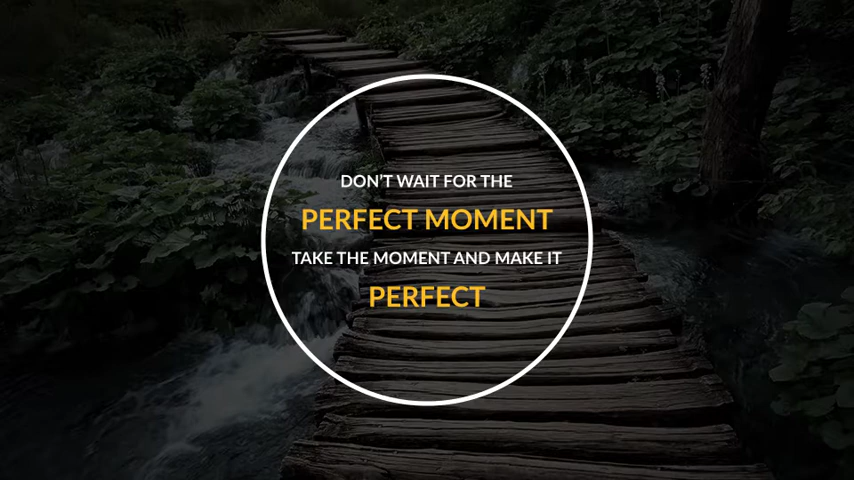 DON'T WAIT FOR THE
PERFECT MOMENT
TAKE THE MOMENT AND MAKE IT
PERFECT